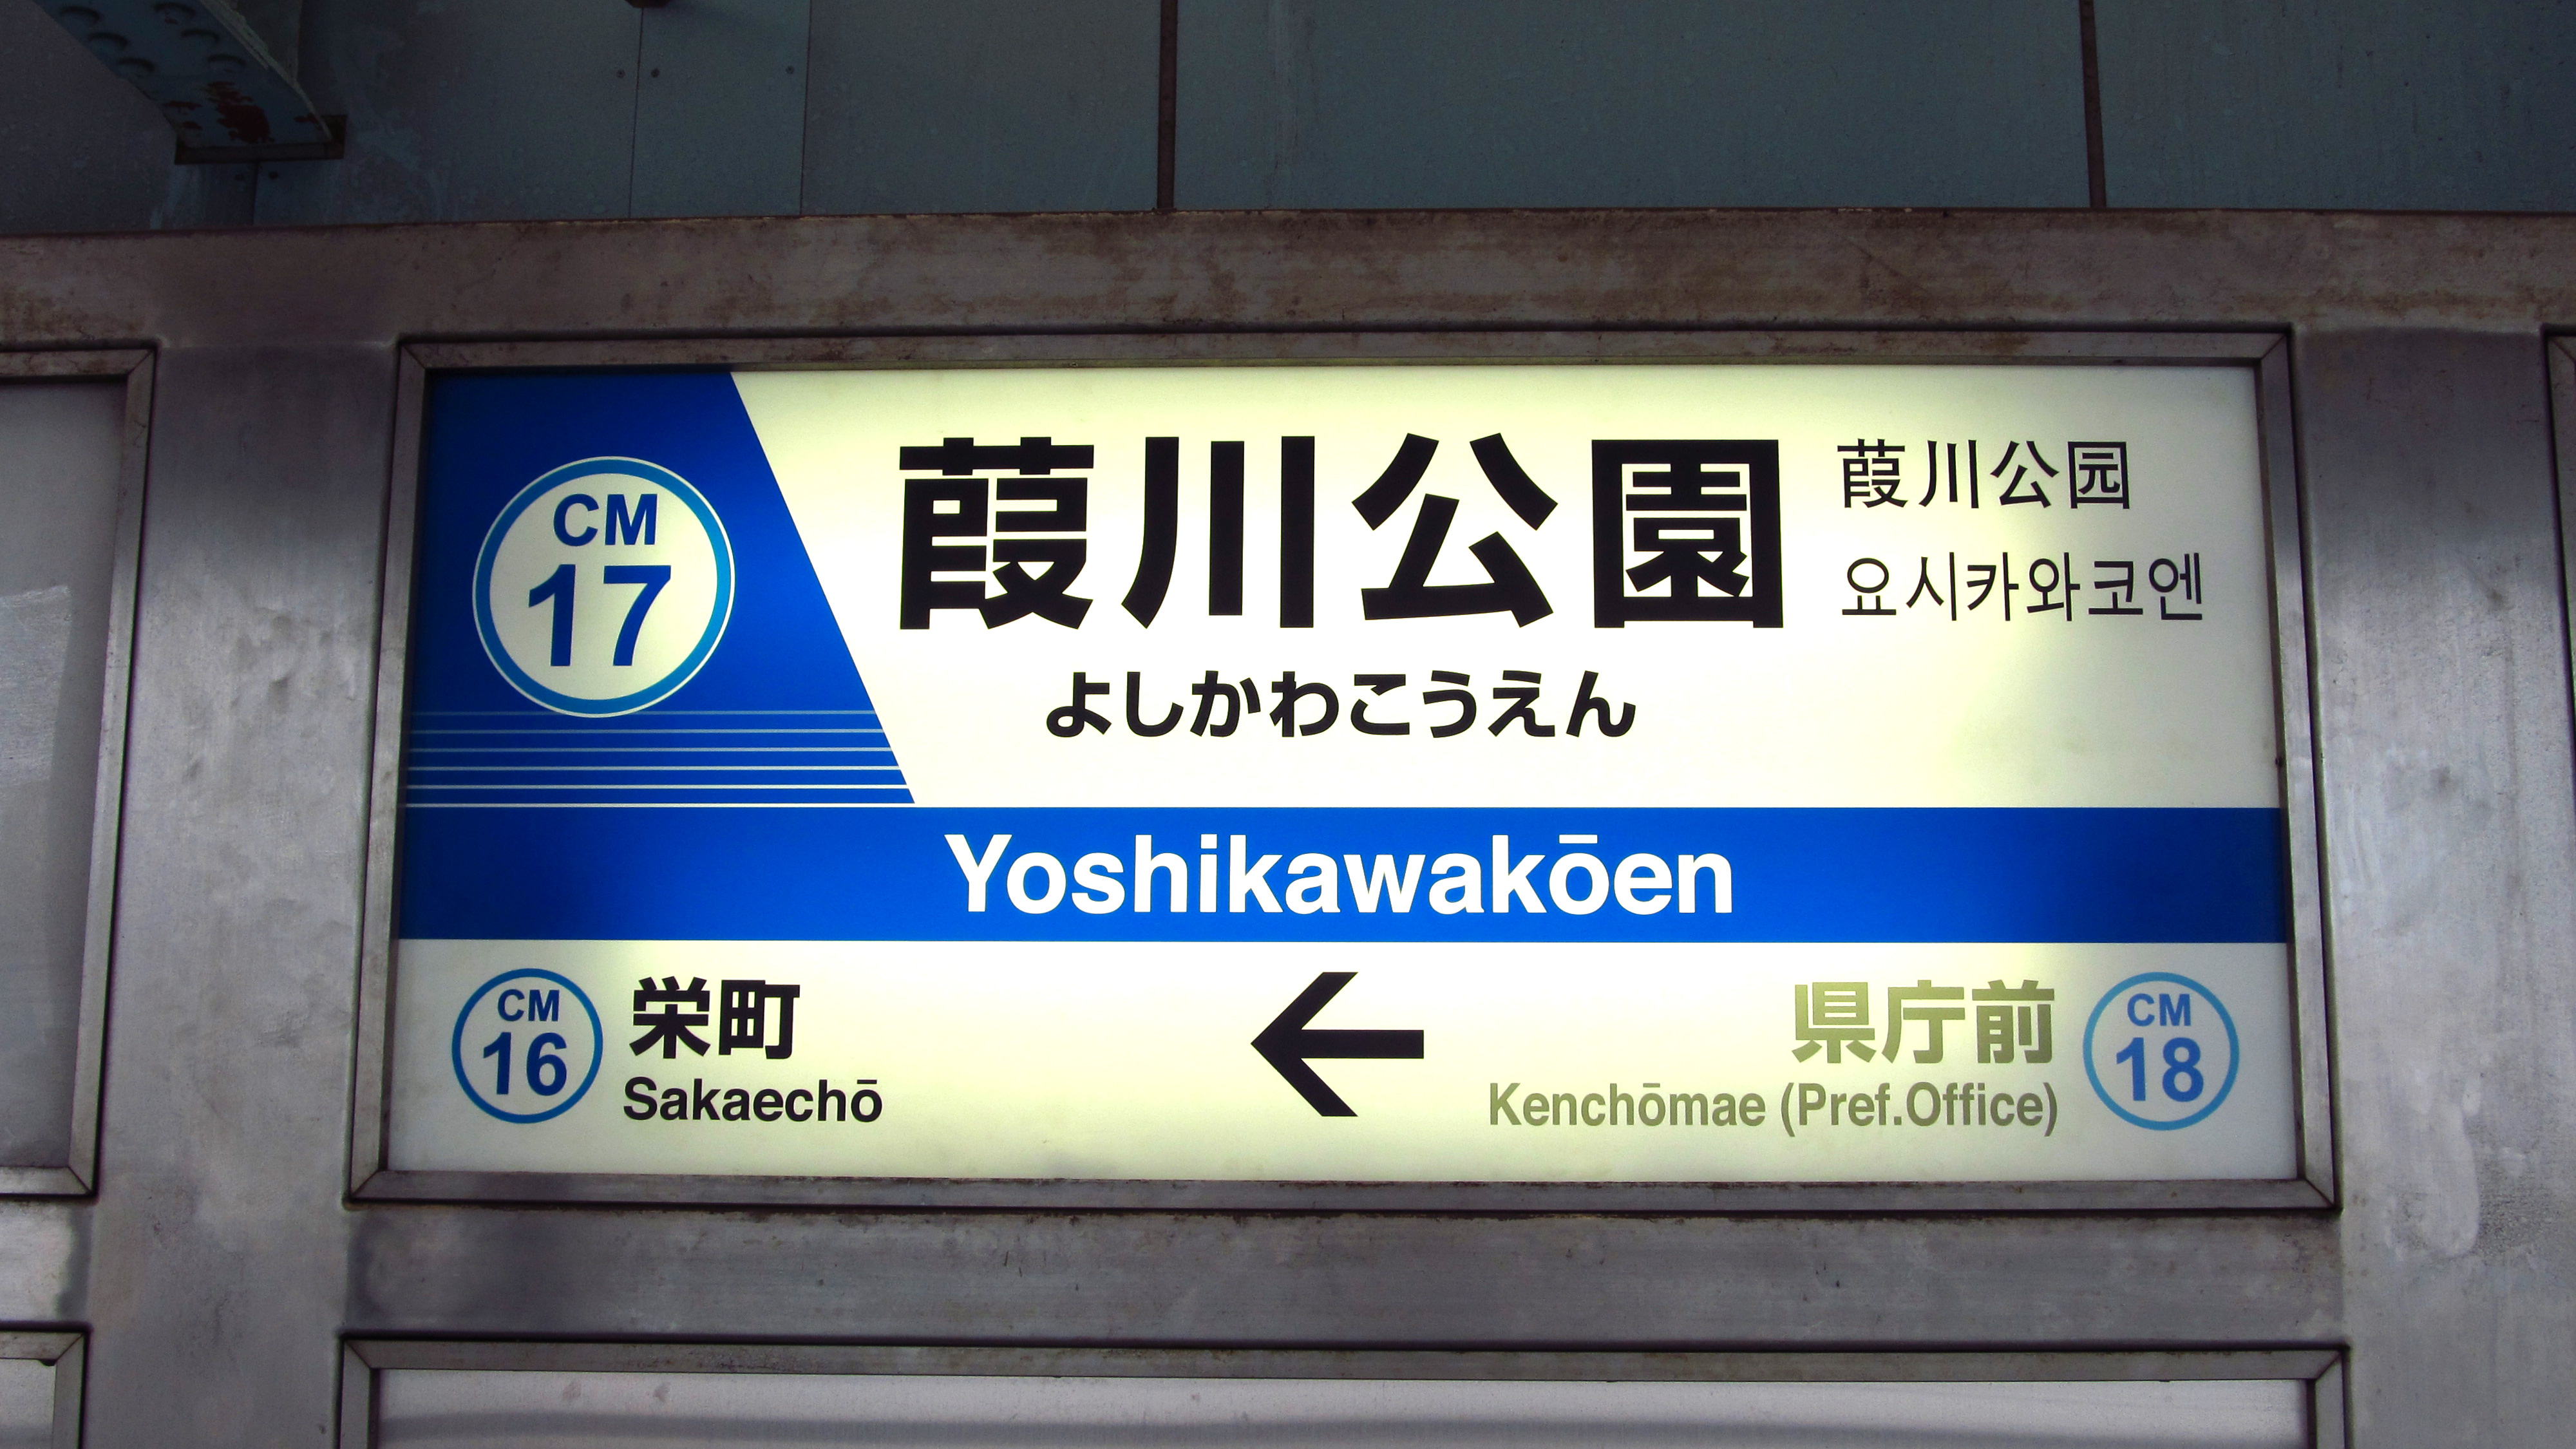 CM
17
葭川公園
葭川公园
요시카와코엔
よしかわこうえん
Yoshikawakōen
CM
16
栄町
Sakaechō
←
県庁前
Kenchōmae (Pref.Office)
CM
18